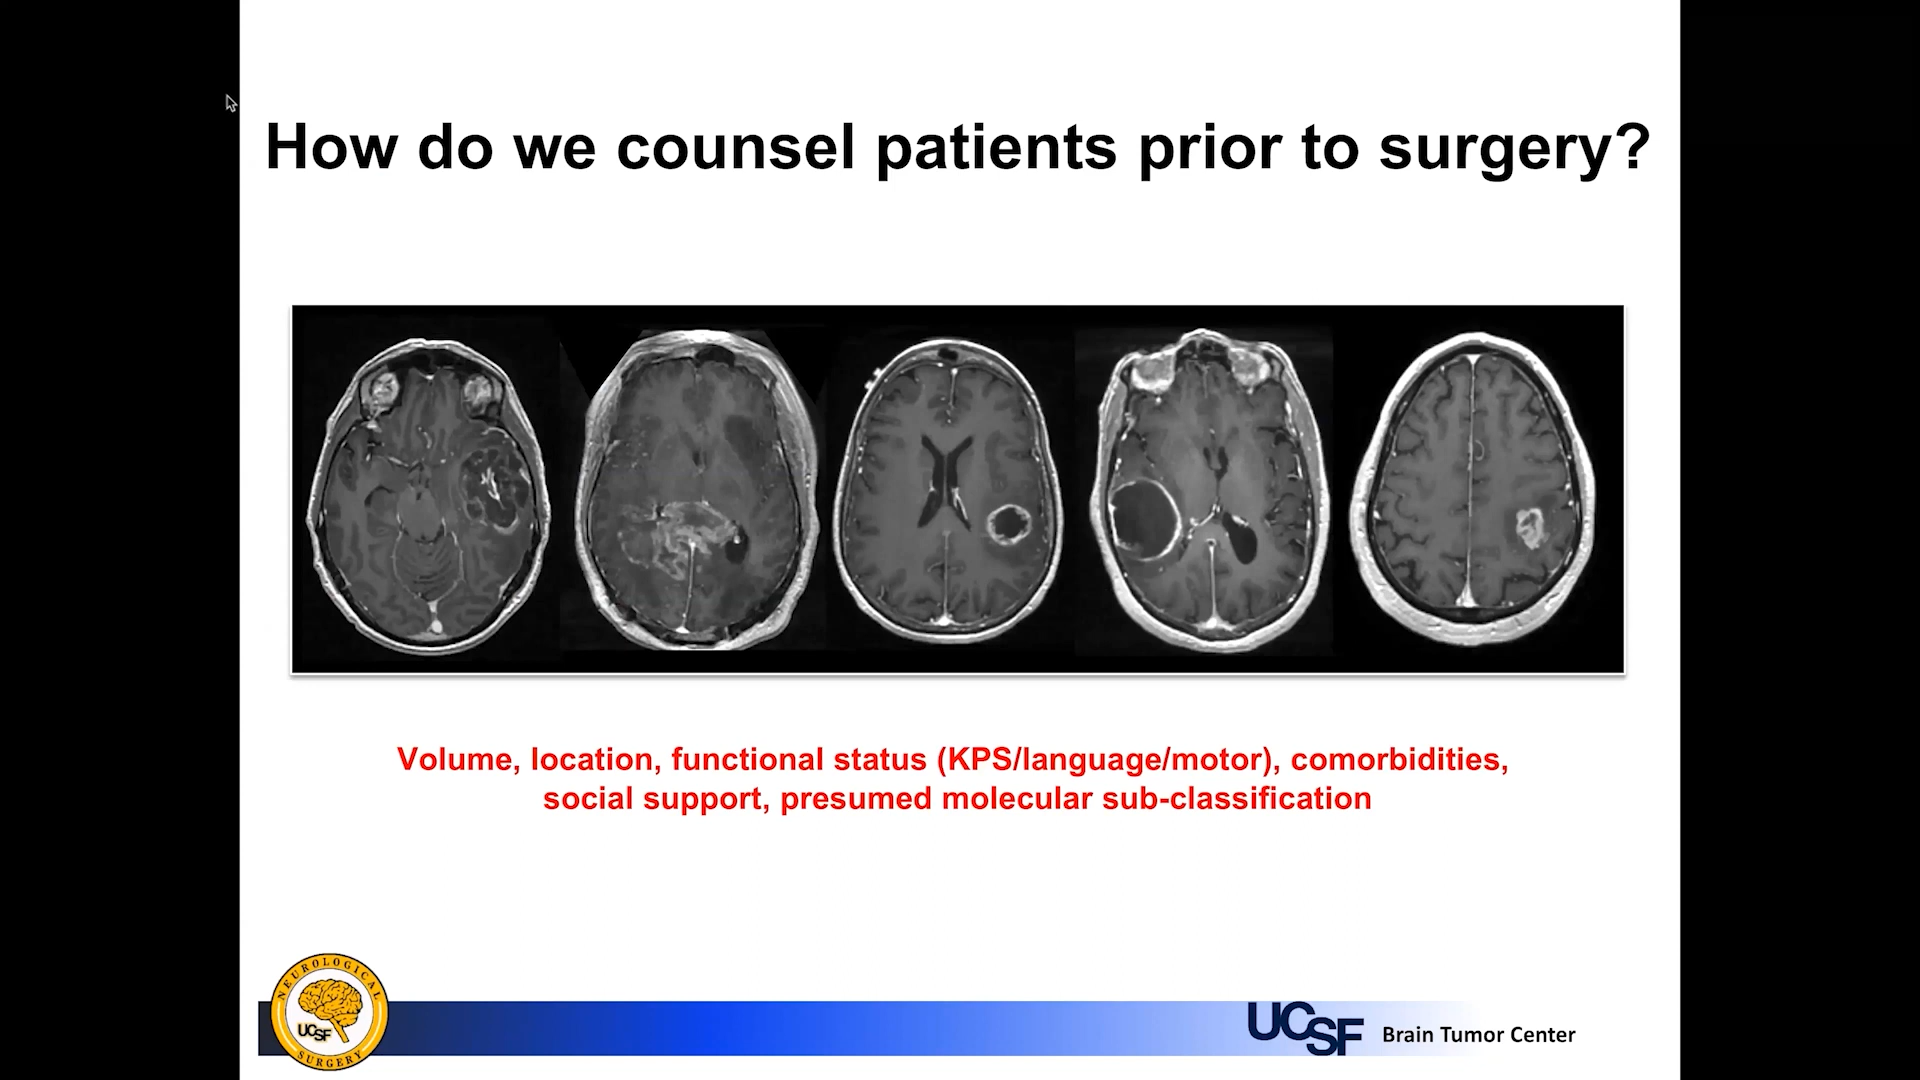 How do we counsel patients prior to surgery?
Volume, location, functional status (KPS/language/motor), comorbidities,
social support, presumed molecular sub-classification
NEUROLOGICAL
UCSF
SURGERY
UCSF Brain Tumor Center